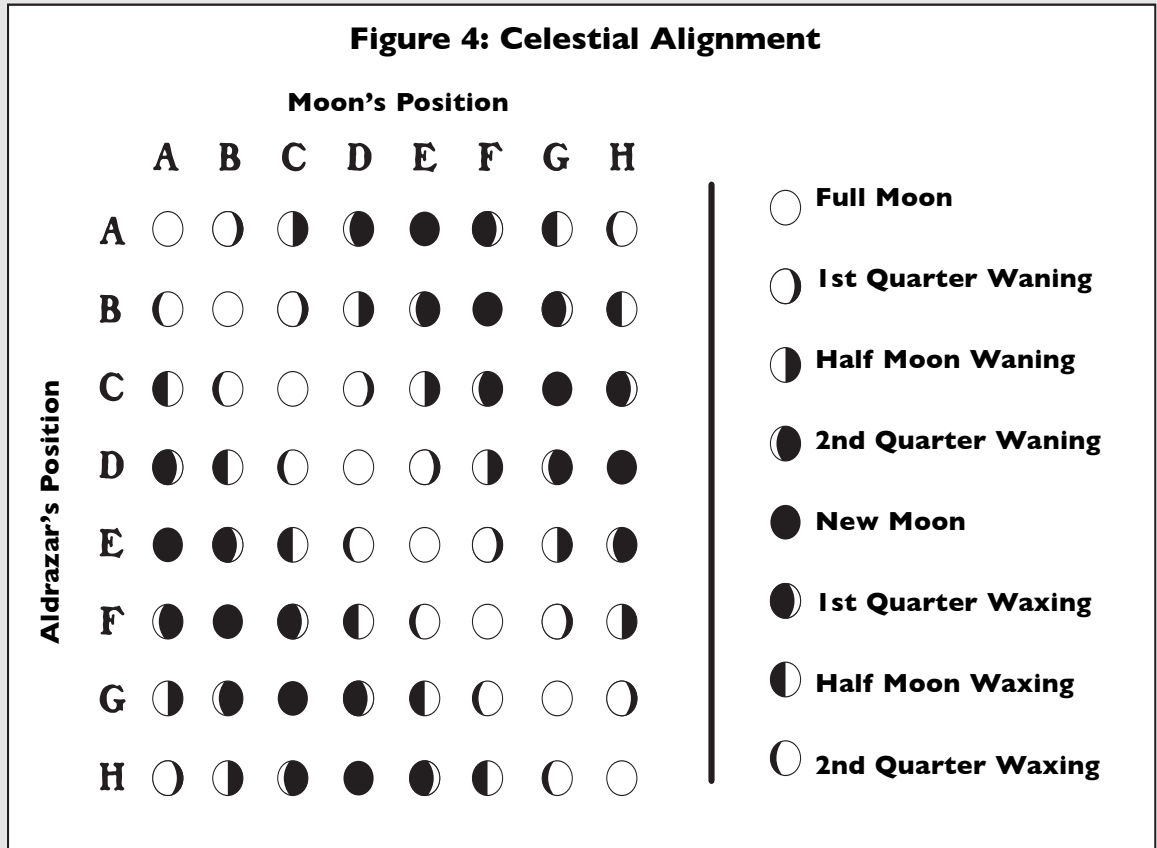 Figure 4: Celestial Alignment
Moon's Position
A B C D E F G H
A
B
C
D
E
F
G
H
Aldrazar's Position
Full Moon
1st Quarter Waning
Half Moon Waning
2nd Quarter Waning
New Moon
1st Quarter Waxing
Half Moon Waxing
2nd Quarter Waxing